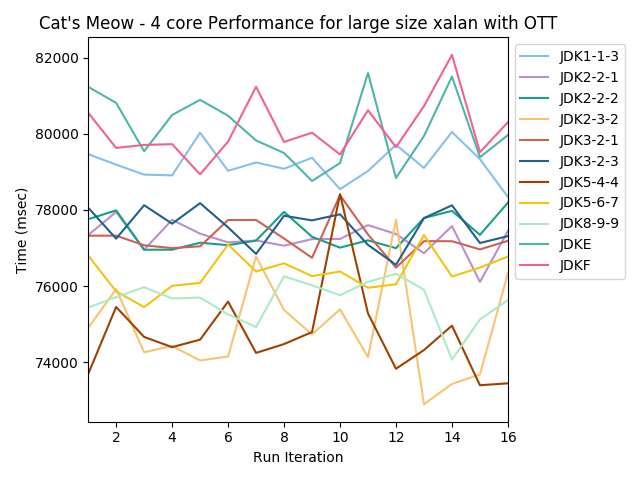 Cat's Meow - 4 core Performance for large size xalan with OTT
82000
80000
78000
76000
74000
Time (msec)
2
4
6
8
10
12
14
16
Run Iteration
JDK1-1-3
JDK2-2-1
JDK2-2-2
JDK2-3-2
JDK3-2-1
JDK3-2-3
JDK5-4-4
JDK5-6-7
JDK8-9-9
JDKE
JDKF